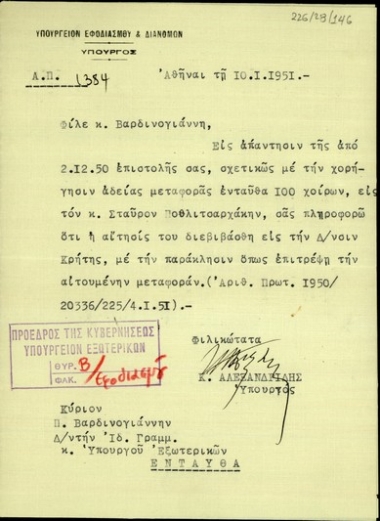 226/28/146
ΥΠΟΥΡΓΕΙΟΝ ΕΦΟΔΙΑΣΜΟΥ & ΔΙΑΝΟΜΩΝ
ΥΠΟΥΡΓΟΣ
Α.Π. 1384
Ἀθῆναι τῇ 10.I.1951.-
Φίλε κ. Βαρδινογιάννη,
Εἰς ἀπάντησιν τῆς ἀπό
2.12.50 ἐπιστολῆς σας, σχετικῶς μέ τήν χορή-
γησιν ἀδείας μεταφορᾶς ἐνταῦθα 100 χοίρων, εἰς
τόν κ. Σταῦρον Ποθλιτσαρχάκην, σᾶς πληροφορῶ
ὅτι ἡ αἴτησίς του διεβιβάσθη εἰς τήν Δ/νσιν
Κρήτης, μέ τήν παράκλησιν ὅπως ἐπιτρέψῃ τήν
αἰτουμένην μεταφοράν.(Ἀριθ. Πρωτ. 1950/
20336/225/4.I.51).-
Φιλικώτατα
ΠΡΟΕΔΡΟΣ ΤΗΣ ΚΥΒΕΡΝΗΣΕΩΣ
ΥΠΟΥΡΓΕΙΟΝ ΕΞΩΤΕΡΙΚΩΝ
ΘΥΡ. Β/
ΦΑΚ. Εφοδιασμός
Κ. ΑΛΕΞΑΝΔΡΙΔΗΣ
Ὑπουργός
Κύριον
Π. Βαρδινογιάννην
Δ/ντήν Ἰδ. Γραμμ.
κ. Ὑπουργοῦ Ἐξωτερικῶν
ΕΝΤΑΥΘΑ